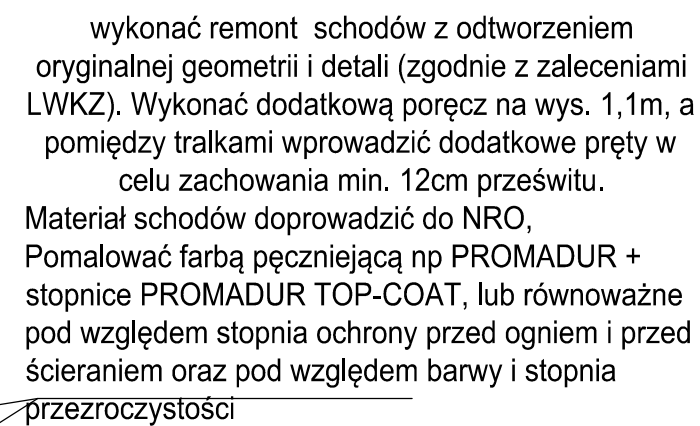 wykonać remont schodów z odtworzeniem
oryginalnej geometrii i detali (zgodnie z zaleceniami
LWKZ). Wykonać dodatkową poręcz na wys. 1,1m, a
pomiędzy tralkami wprowadzić dodatkowe pręty w
celu zachowania min. 12cm prześwitu.
Materiał schodów doprowadzić do NRO,
Pomalować farbą pęczniejącą np PROMADUR +
stopnice PROMADUR TOP-COAT, lub równoważne
pod względem stopnia ochrony przed ogniem i przed
ścieraniem oraz pod względem barwy i stopnia
przezroczystości